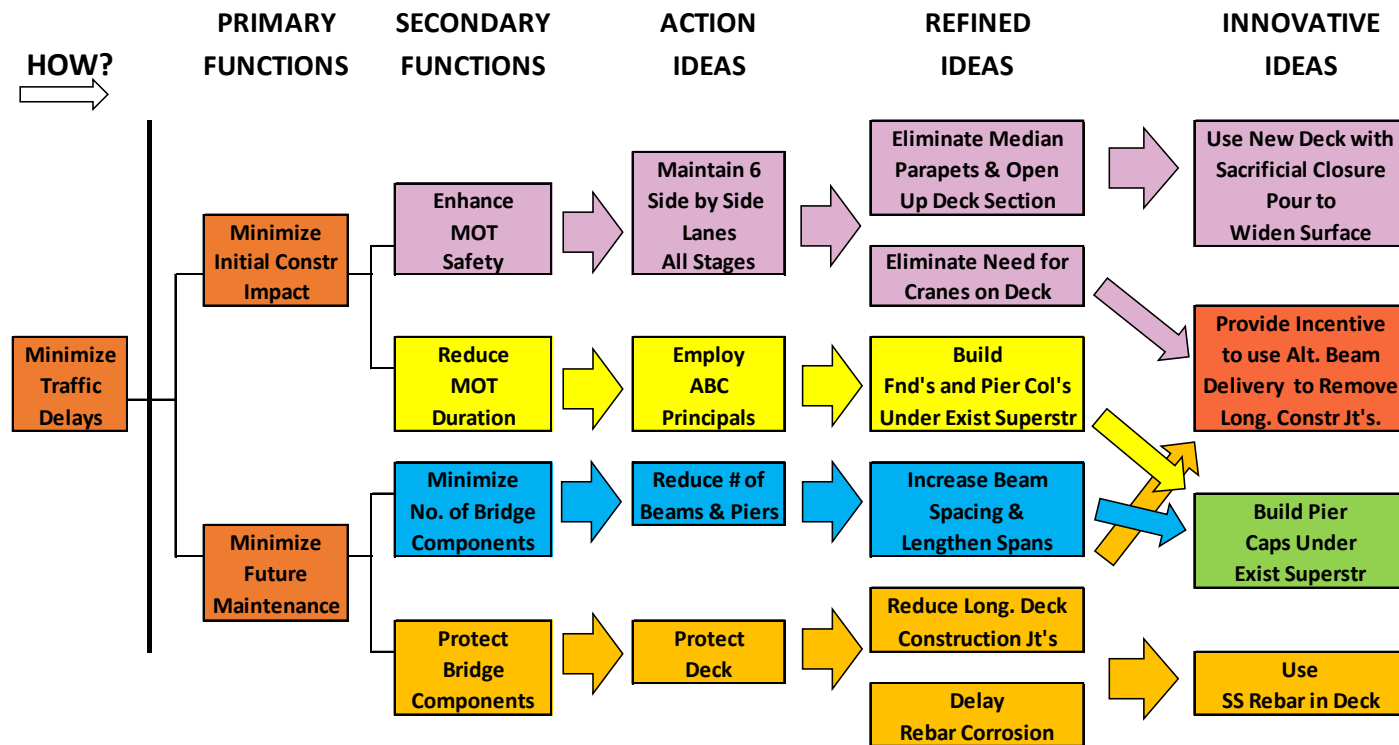 PRIMARY
FUNCTIONS
SECONDARY
FUNCTIONS
ACTION
IDEAS
REFINED
IDEAS
INNOVATIVE
IDEAS
HOW?
Minimize
Traffic
Delays
Minimize
Initial Constr
Impact
Minimize
Future
Maintenance
Enhance
MOT
Safety
Reduce
MOT
Duration
Minimize
No. of Bridge
Components
Protect
Bridge
Components
Maintain 6
Side by Side
Lanes
All Stages
Employ
ABC
Principals
Reduce # of
Beams & Piers
Protect
Deck
Eliminate Median
Parapets & Open
Up Deck Section
Eliminate Need for
Cranes on Deck
Build
Fnd's and Pier Col's
Under Exist Superstr
Increase Beam
Spacing &
Lengthen Spans
Reduce Long. Deck
Construction Jt's
Delay
Rebar Corrosion
Use New Deck with
Sacrificial Closure
Pour to
Widen Surface
Provide Incentive
to use Alt. Beam
Delivery to Remove
Long. Constr Jt's.
Build Pier
Caps Under
Exist Superstr
Use
SS Rebar in Deck